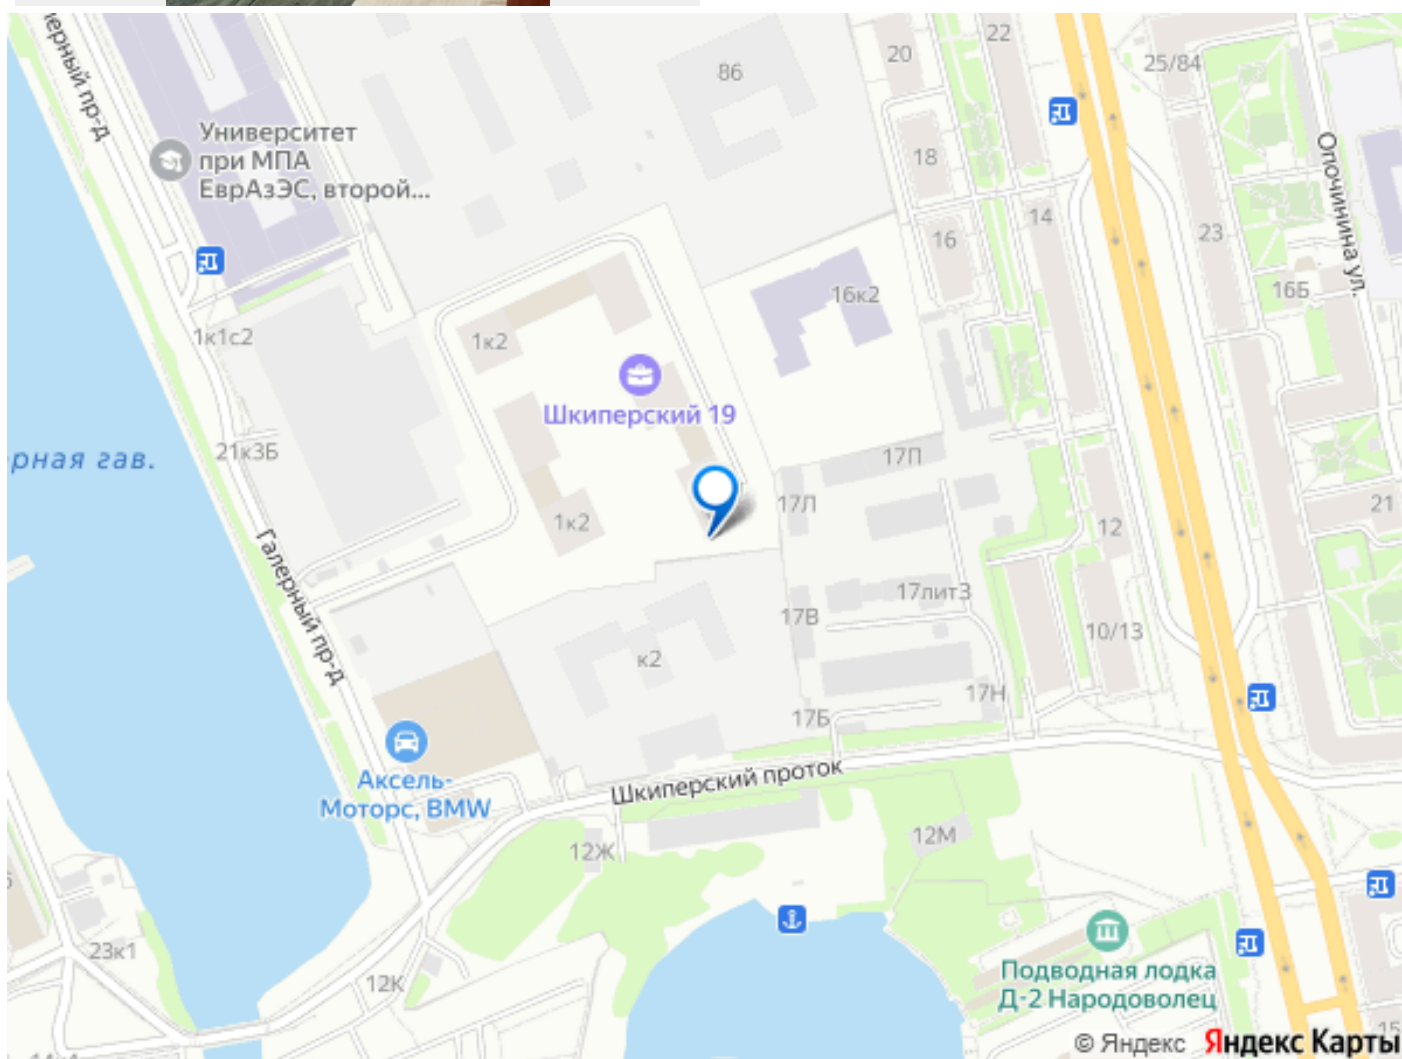 ерный пр-д
20
22
86
25/84
Университет
при МПА
ЕврАзЭС, второй...
18
Опочинина ул.
14
16
23
16Б
16к2
1к1с2
1к2
Шкиперский 19
рная гав.
21к3Б
17П
17Л
1к2
21
12
Галерный пр-д
17литЗ
17В
10/13
к2
17Н
17Б
Аксель-
Моторс, BMW
Шкиперский проток
12Ж
12М
23к1
12К
Подводная лодка
Д-2 Народоволец
15
© Яндекс Яндекс Карты